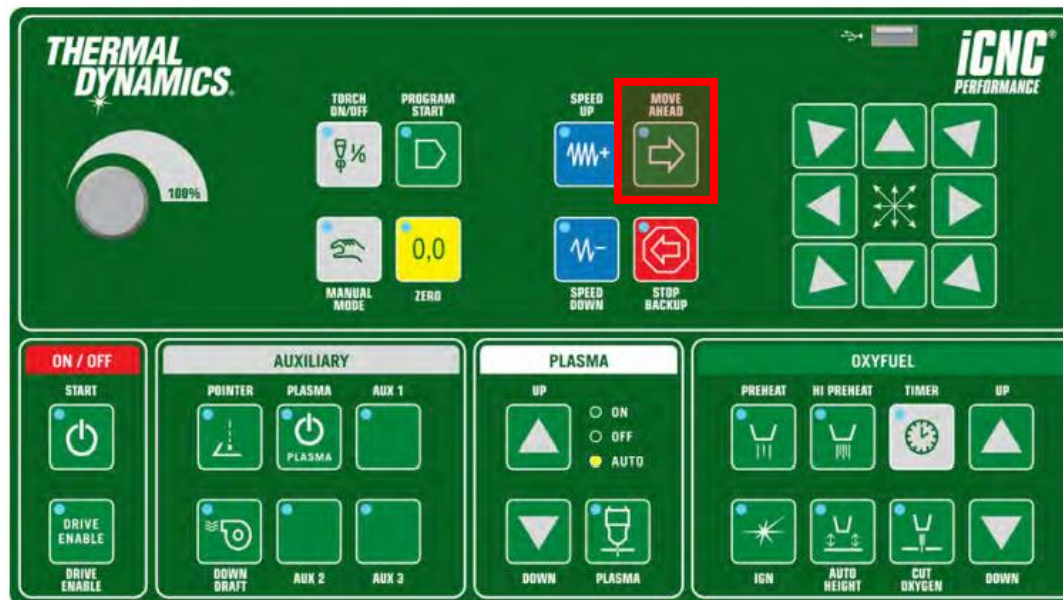 THERMAL
DYNAMICS.
iCNC®
PERFORMANCE
100%
TORCH
ON/OFF
PROGRAM
START
SPEED
UP
MOVE
AHEAD
1/0
+
0,0
-
MANUAL
MODE
ZERO
SPEED
DOWN
STOP
BACKUP
ON / OFF
START
DRIVE
ENABLE
DRIVE
ENABLE
AUXILIARY
POINTER
PLASMA
AUX 1
PLASMA
DOWN
DRAFT
AUX 2
AUX 3
PLASMA
UP
ON
OFF
AUTO
DOWN
PLASMA
OXYFUEL
PREHEAT
HI PREHEAT
TIMER
UP
IGN
AUTO
HEIGHT
CUT
OXYGEN
DOWN